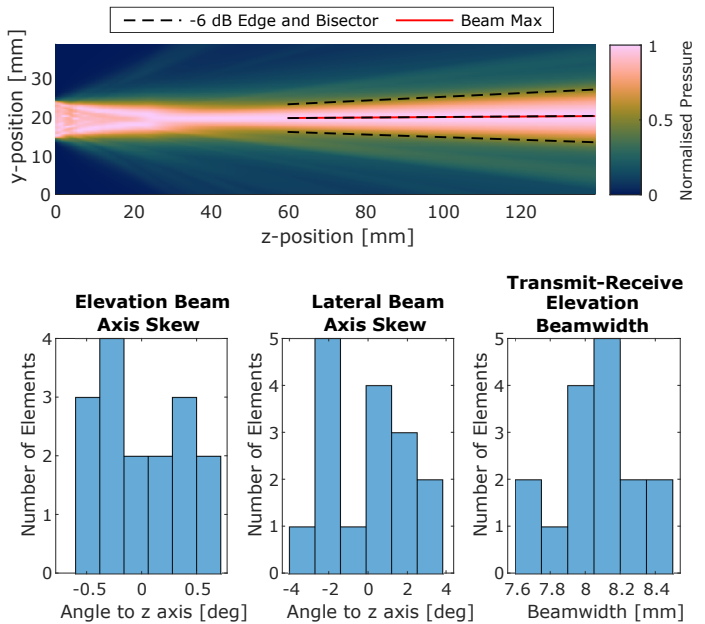 -6 dB Edge and Bisector Beam Max
y-position [mm]
30
20
10
0
0 20 40 60 80 100 120
z-position [mm]
1
0.5
0
Normalised Pressure
Elevation Beam
Axis Skew
Number of Elements
4
3
2
1
0
-0.5 0 0.5
Angle to z axis [deg]
Lateral Beam
Axis Skew
Number of Elements
5
4
3
2
1
0
-4 -2 0 2 4
Angle to z axis [deg]
Transmit-Receive
Elevation
Beamwidth
Number of Elements
5
4
3
2
1
0
7.6 7.8 8 8.2 8.4
Beamwidth [mm]